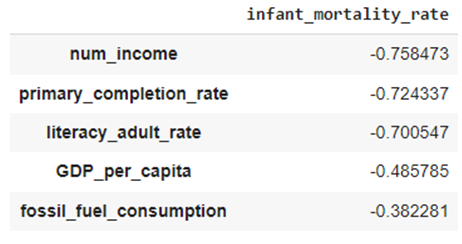 infant_mortality_rate
num_income -0.758473
primary_completion_rate -0.724337
literacy_adult_rate -0.700547
GDP_per_capita -0.485785
fossil_fuel_consumption -0.382281